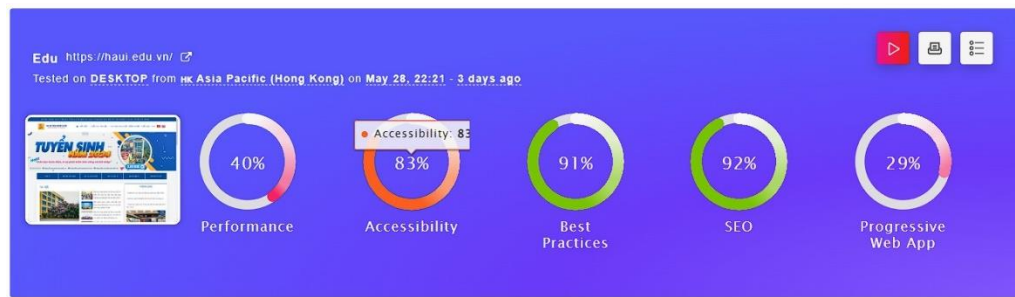 Edu https://haui.edu.vn/
Tested on DESKTOP from HK Asia Pacific (Hong Kong) on May 28, 22:21 - 3 days ago
TUYỂN SINH
Accessibility: 83
40%
83%
91%
92%
29%
Performance
Accessibility
Best
Practices
SEO
Progressive
Web App